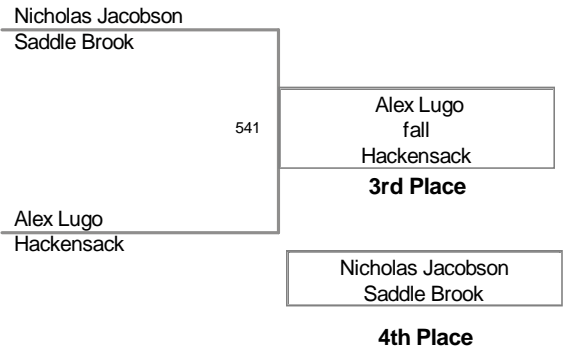 Nicholas Jacobson
Saddle Brook
541
Alex Lugo
fall
Hackensack
3rd Place
Alex Lugo
Hackensack
Nicholas Jacobson
Saddle Brook
4th Place